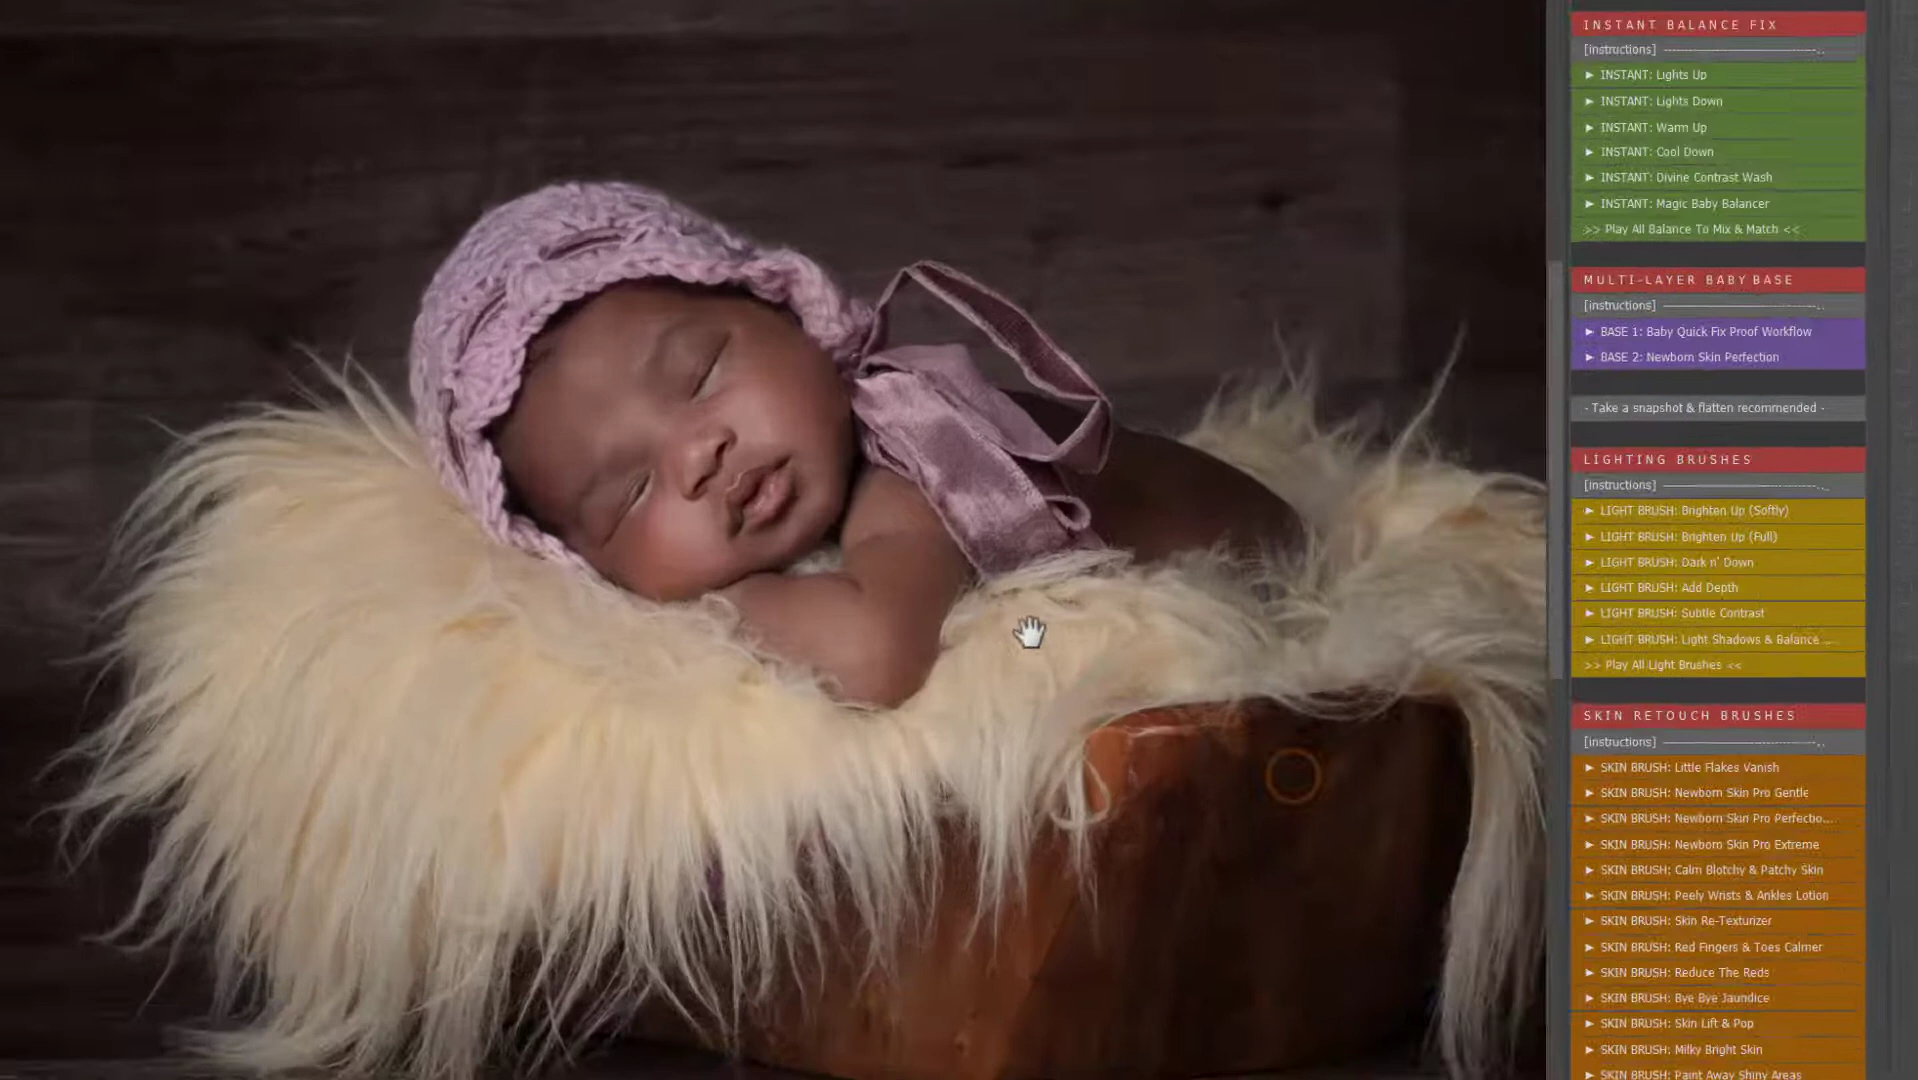 INSTANT BALANCE FIX
[instructions] ----------------------------------..
► INSTANT: Lights Up
► INSTANT: Lights Down
► INSTANT: Warm Up
► INSTANT: Cool Down
► INSTANT: Divine Contrast Wash
► INSTANT: Magic Baby Balancer
>> Play All Balance To Mix & Match <<
MULTI-LAYER BABY BASE
[instructions] ----------------------------------..
► BASE 1: Baby Quick Fix Proof Workflow
► BASE 2: Newborn Skin Perfection
- Take a snapshot & flatten recommended -
LIGHTING BRUSHES
[instructions] ----------------------------------...
► LIGHT BRUSH: Brighten Up (Softly)
► LIGHT BRUSH: Brighten Up (Full)
► LIGHT BRUSH: Dark n' Down
► LIGHT BRUSH: Add Depth
► LIGHT BRUSH: Subtle Contrast
► LIGHT BRUSH: Light Shadows & Balance ...
>> Play All Light Brushes <<
SKIN RETOUCH BRUSHES
[instructions] ----------------------------------..
► SKIN BRUSH: Little Flakes Vanish
► SKIN BRUSH: Newborn Skin Pro Gentle
► SKIN BRUSH: Newborn Skin Pro Perfectio...
► SKIN BRUSH: Newborn Skin Pro Extreme
► SKIN BRUSH: Calm Blotchy & Patchy Skin
► SKIN BRUSH: Peely Wrists & Ankles Lotion
► SKIN BRUSH: Skin Re-Texturizer
► SKIN BRUSH: Red Fingers & Toes Calmer
► SKIN BRUSH: Reduce The Reds
► SKIN BRUSH: Bye Bye Jaundice
► SKIN BRUSH: Skin Lift & Pop
► SKIN BRUSH: Milky Bright Skin
► SKIN BRUSH: Paint Away Shiny Areas